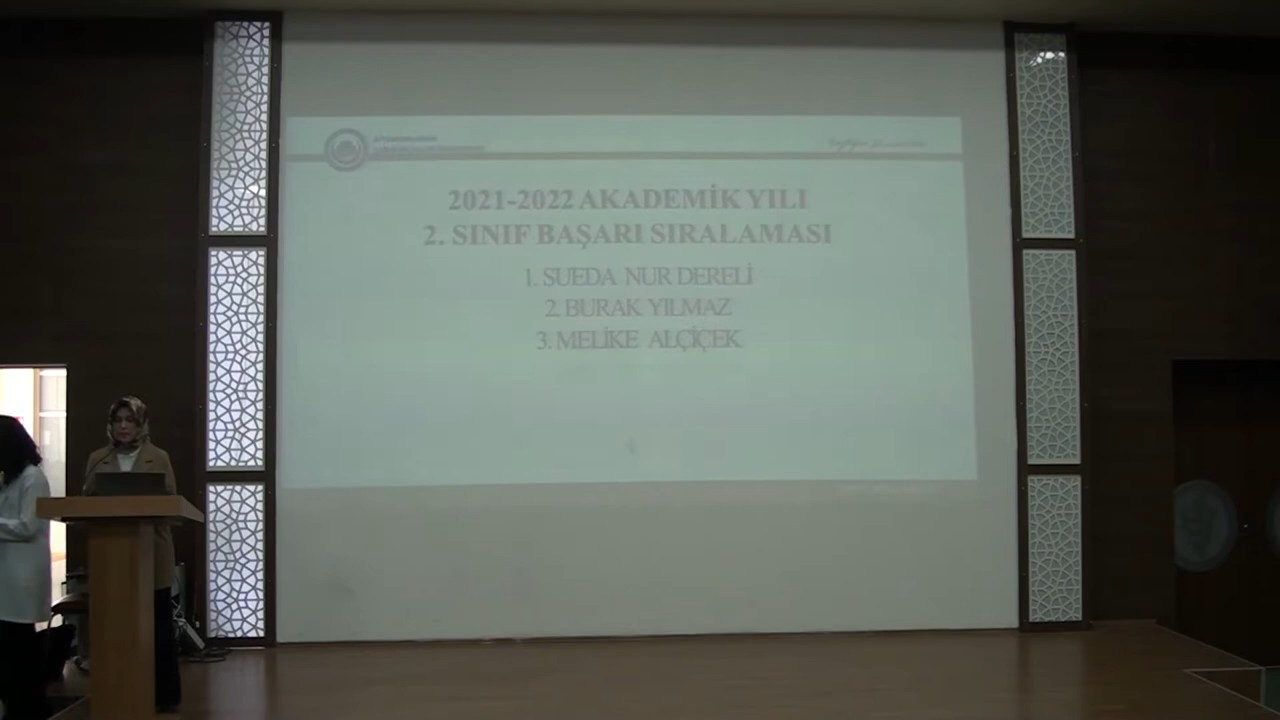 2021-2022 AKADEMİK YILI
2. SINIF BAŞARI SIRALAMASI
1. SUEDA NUR DERELİ
2. BURAK YILMAZ
3. MELİKE ALÇİÇEK